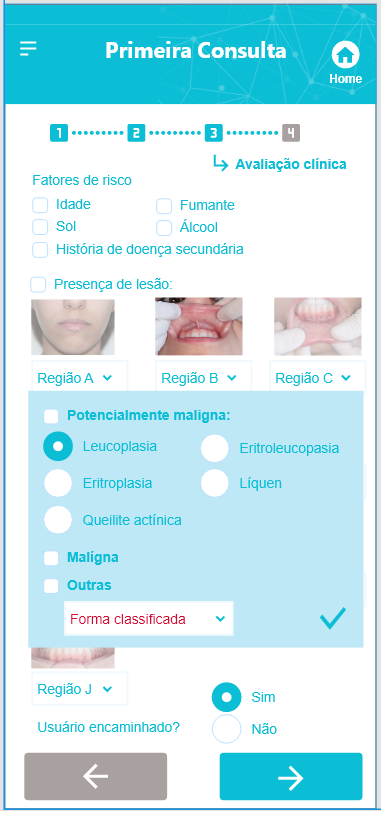 Primeira Consulta
Home
1 2 3 4
Avaliação clínica
Fatores de risco
Idade Fumante
Sol Álcool
História de doença secundária
Presença de lesão:
Região A Região B Região C
Potencialmente maligna:
Leucoplasia Eritroleucopasia
Eritroplasia Líquen
Queilite actínica
Maligna
Outras
Forma classificada
Região J
Sim
Usuário encaminhado?
Não